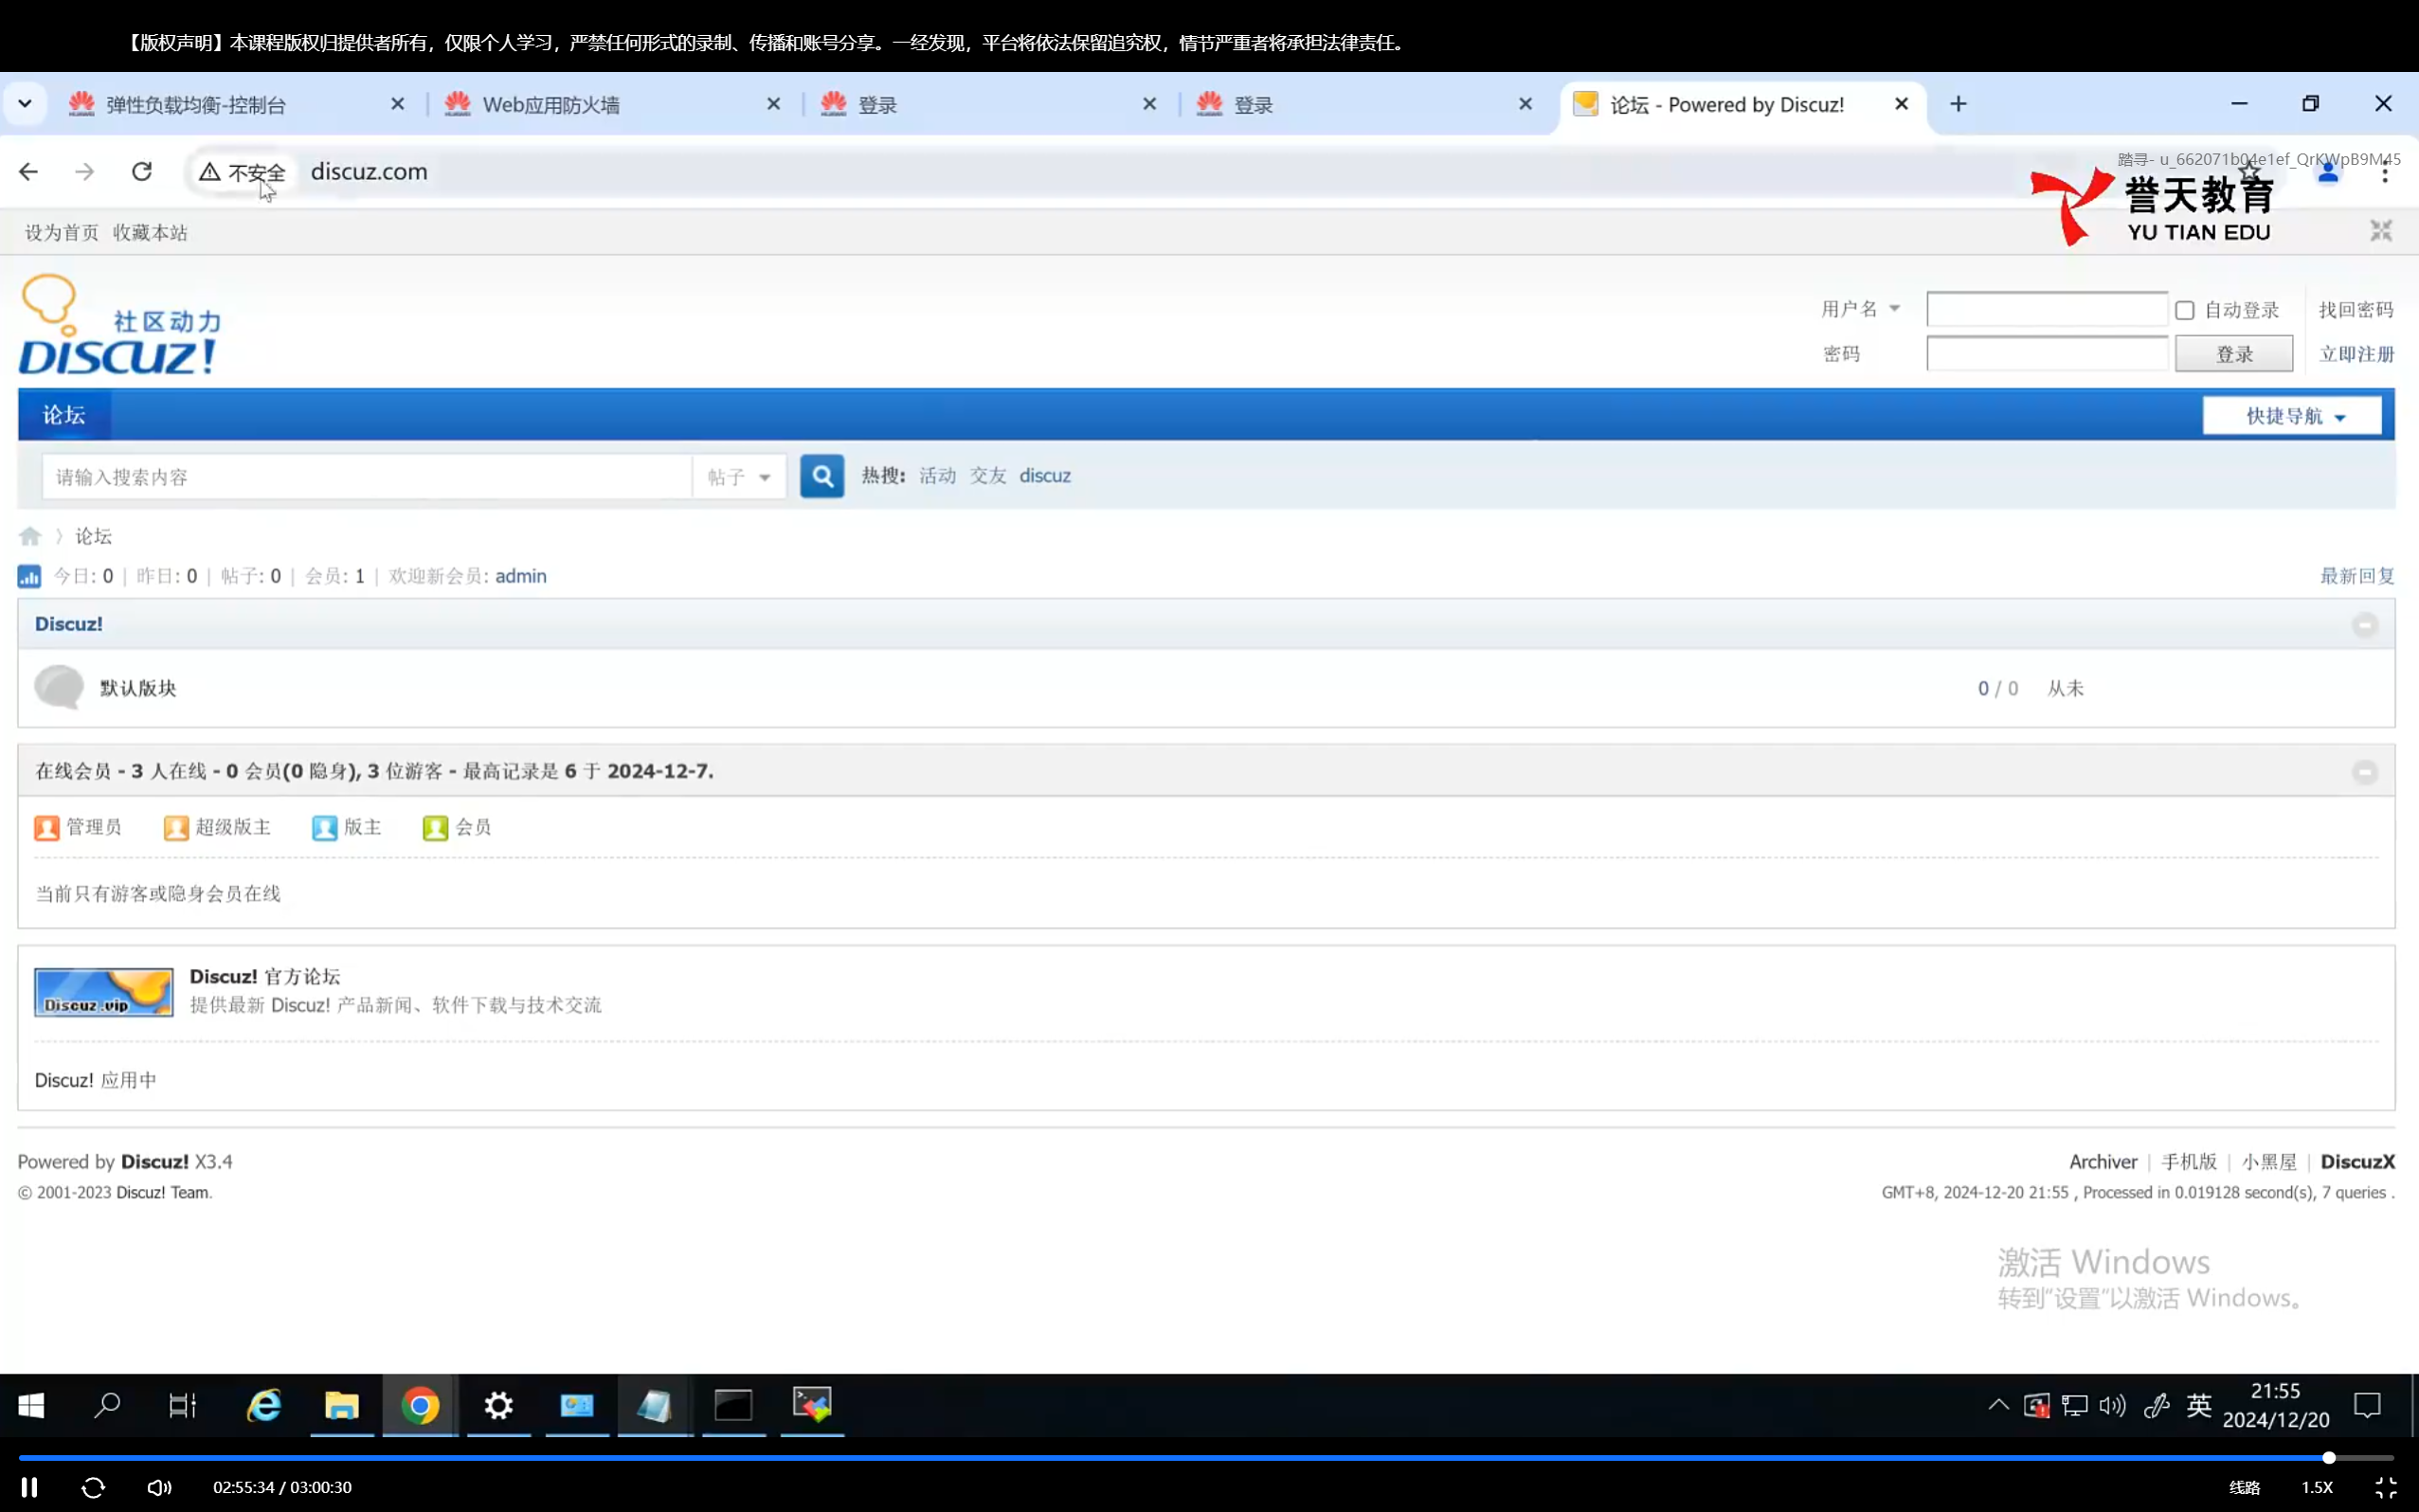 【版权声明】本课程版权归提供者所有，仅限个人学习，严禁任何形式的录制、传播和账号分享。一经发现，平台将依法保留追究权，情节严重者将承担法律责任。
弹性负载均衡-控制台 Web应用防火墙 登录 登录 论坛 - Powered by Discuz!
不安全 discuz.com
踏寻- u_662071b04e1ef_QrKWpB9M45
誉天教育
YU TIAN EDU
设为首页 收藏本站
社区动力
DISCUZ!
用户名 自动登录 找回密码
密码 登录 立即注册
论坛 快捷导航
请输入搜索内容 帖子 热搜: 活动 交友 discuz
〉 论坛
今日: 0 | 昨日: 0 | 帖子: 0 | 会员: 1 | 欢迎新会员: admin 最新回复
Discuz!
默认版块 0 / 0 从未
在线会员 - 3 人在线 - 0 会员(0 隐身), 3 位游客 - 最高记录是 6 于 2024-12-7.
管理员 超级版主 版主 会员
当前只有游客或隐身会员在线
Discuz.vip
Discuz! 官方论坛
提供最新 Discuz! 产品新闻、软件下载与技术交流
Discuz! 应用中
Powered by Discuz! X3.4 Archiver | 手机版 | 小黑屋 | DiscuzX
© 2001-2023 Discuz! Team. GMT+8, 2024-12-20 21:55 , Processed in 0.019128 second(s), 7 queries .
激活 Windows
转到“设置”以激活 Windows。
英 21:55
2024/12/20
02:55:34 / 03:00:30 线路 1.5X